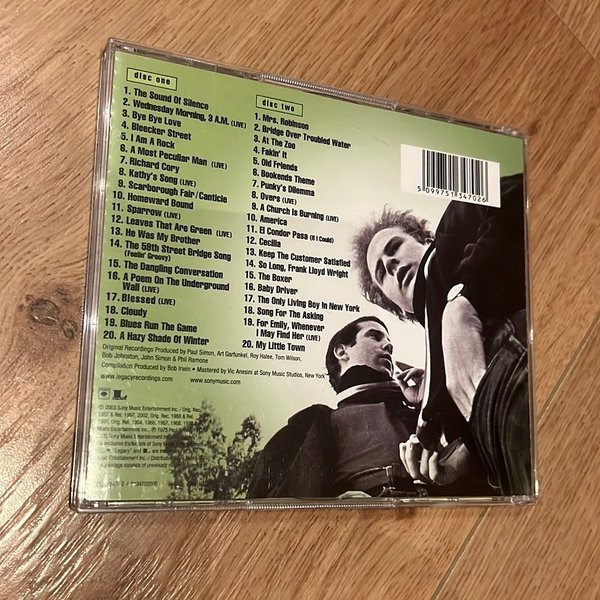 disc one
1. The Sound Of Silence
2. Wednesday Morning, 3 A.M. (LIVE)
3. Bye Bye Love
4. Bleecker Street
5. I Am A Rock
6. A Most Peculiar Man (LIVE)
7. Richard Cory
8. Kathy's Song (LIVE)
9. Scarborough Fair/Canticle
10. Homeward Bound
11. Sparrow (LIVE)
12. Leaves That Are Green (LIVE)
13. He Was My Brother
14. The 59th Street Bridge Song
(Feelin' Groovy)
15. The Dangling Conversation
16. A Poem On The Underground
Wall (LIVE)
17. Blessed (LIVE)
18. Cloudy
19. Blues Run The Game
20. A Hazy Shade Of Winter
disc two
1. Mrs. Robinson
2. Bridge Over Troubled Water
3. At The Zoo
4. Fakin' It
5. Old Friends
6. Bookends Theme
7. Punky's Dilemma
8. Overs (LIVE)
9. A Church Is Burning (LIVE)
10. America
11. El Condor Pasa (If I Could)
12. Cecilia
13. Keep The Customer Satisfied
14. So Long, Frank Lloyd Wright
15. The Boxer
16. Baby Driver
17. The Only Living Boy In New York
18. Song For The Asking
19. For Emily, Whenever
I May Find Her (LIVE)
20. My Little Town
5 099751 347026
Original Recordings Produced by Paul Simon, Art Garfunkel, Roy Halee, Tom Wilson,
Bob Johnston, John Simon & Phil Ramone
Compilation Produced by Bob Irwin • Mastered by Vic Anesini at Sony Music Studios, New York
www.legacyrecordings.com www.sonymusic.com
© 2003 Sony Music Entertainment Inc. / Orig. Rec.